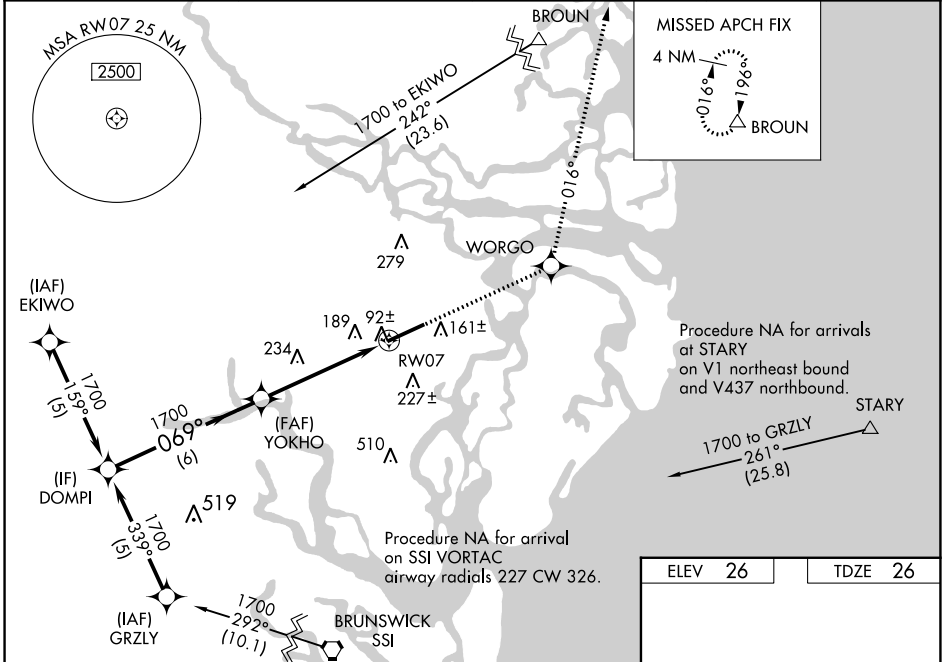 MSA RW07 25 NM
2500
BROUN
1700 to EKIWO
242°
(23.6)
MISSED APCH FIX
4 NM
016°
196°
BROUN
016°
WORGO
279
(IAF)
EKIWO
1700
159°
(5)
189
92±
161±
234
RW07
227±
Procedure NA for arrivals
at STARY
on V1 northeast bound
and V437 northbound.
STARY
1700 to GRZLY
261°
(25.8)
1700
069°
(6)
(FAF)
YOKHO
510
(IF)
DOMPI
519
1700
339°
(5)
Procedure NA for arrival
on SSI VORTAC
airway radials 227 CW 326.
(IAF)
GRZLY
1700
292°
(10.1)
BRUNSWICK
SSI
ELEV 26
TDZE 26